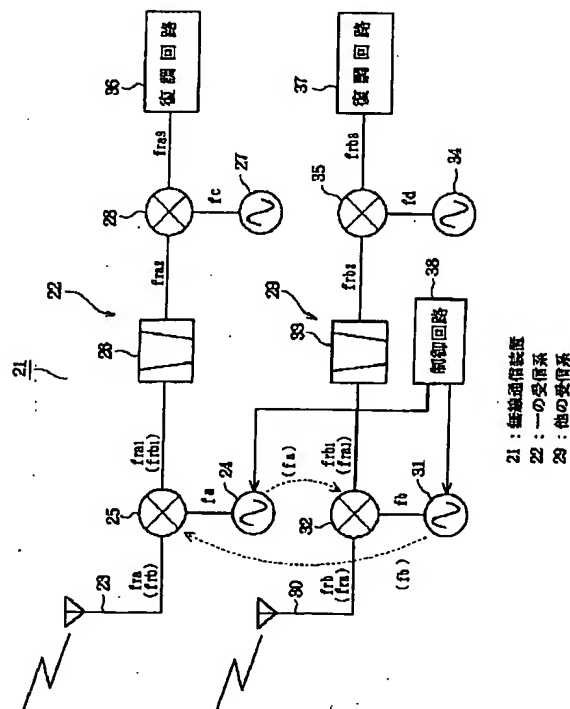 21
22
23
fra
(frb)
25
fra1
(frb1)
26
fra2
28
fra3
36
復調回路
fa
24
(fa)
fc
27
29
30
frb
(fra)
32
frb1
(fra1)
33
frb2
35
frb3
37
復調回路
fb
31
(fb)
fd
34
38
制御回路
21:無線通信装置
22:一の受信系
29:他の受信系